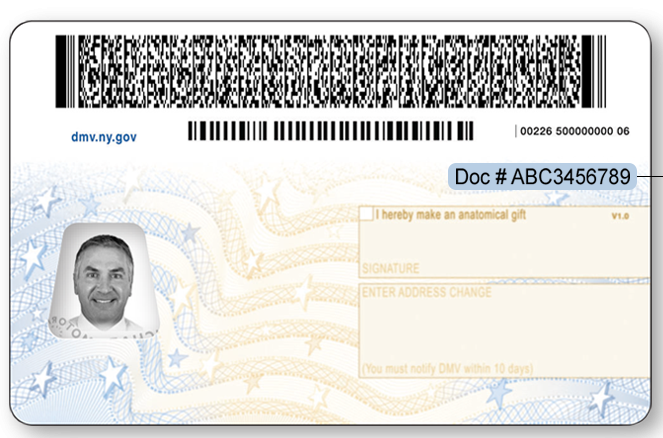 dmv.ny.gov
00226 500000000 06
Doc # ABC3456789
I hereby make an anatomical gift V1.0
SIGNATURE
ENTER ADDRESS CHANGE
(You must notify DMV within 10 days)